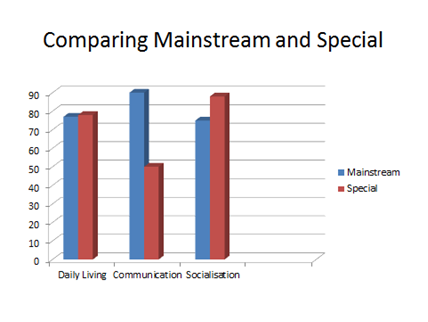 Comparing Mainstream and Special
90
80
70
60
50
40
30
20
10
0
Daily Living Communication Socialisation
Mainstream
Special